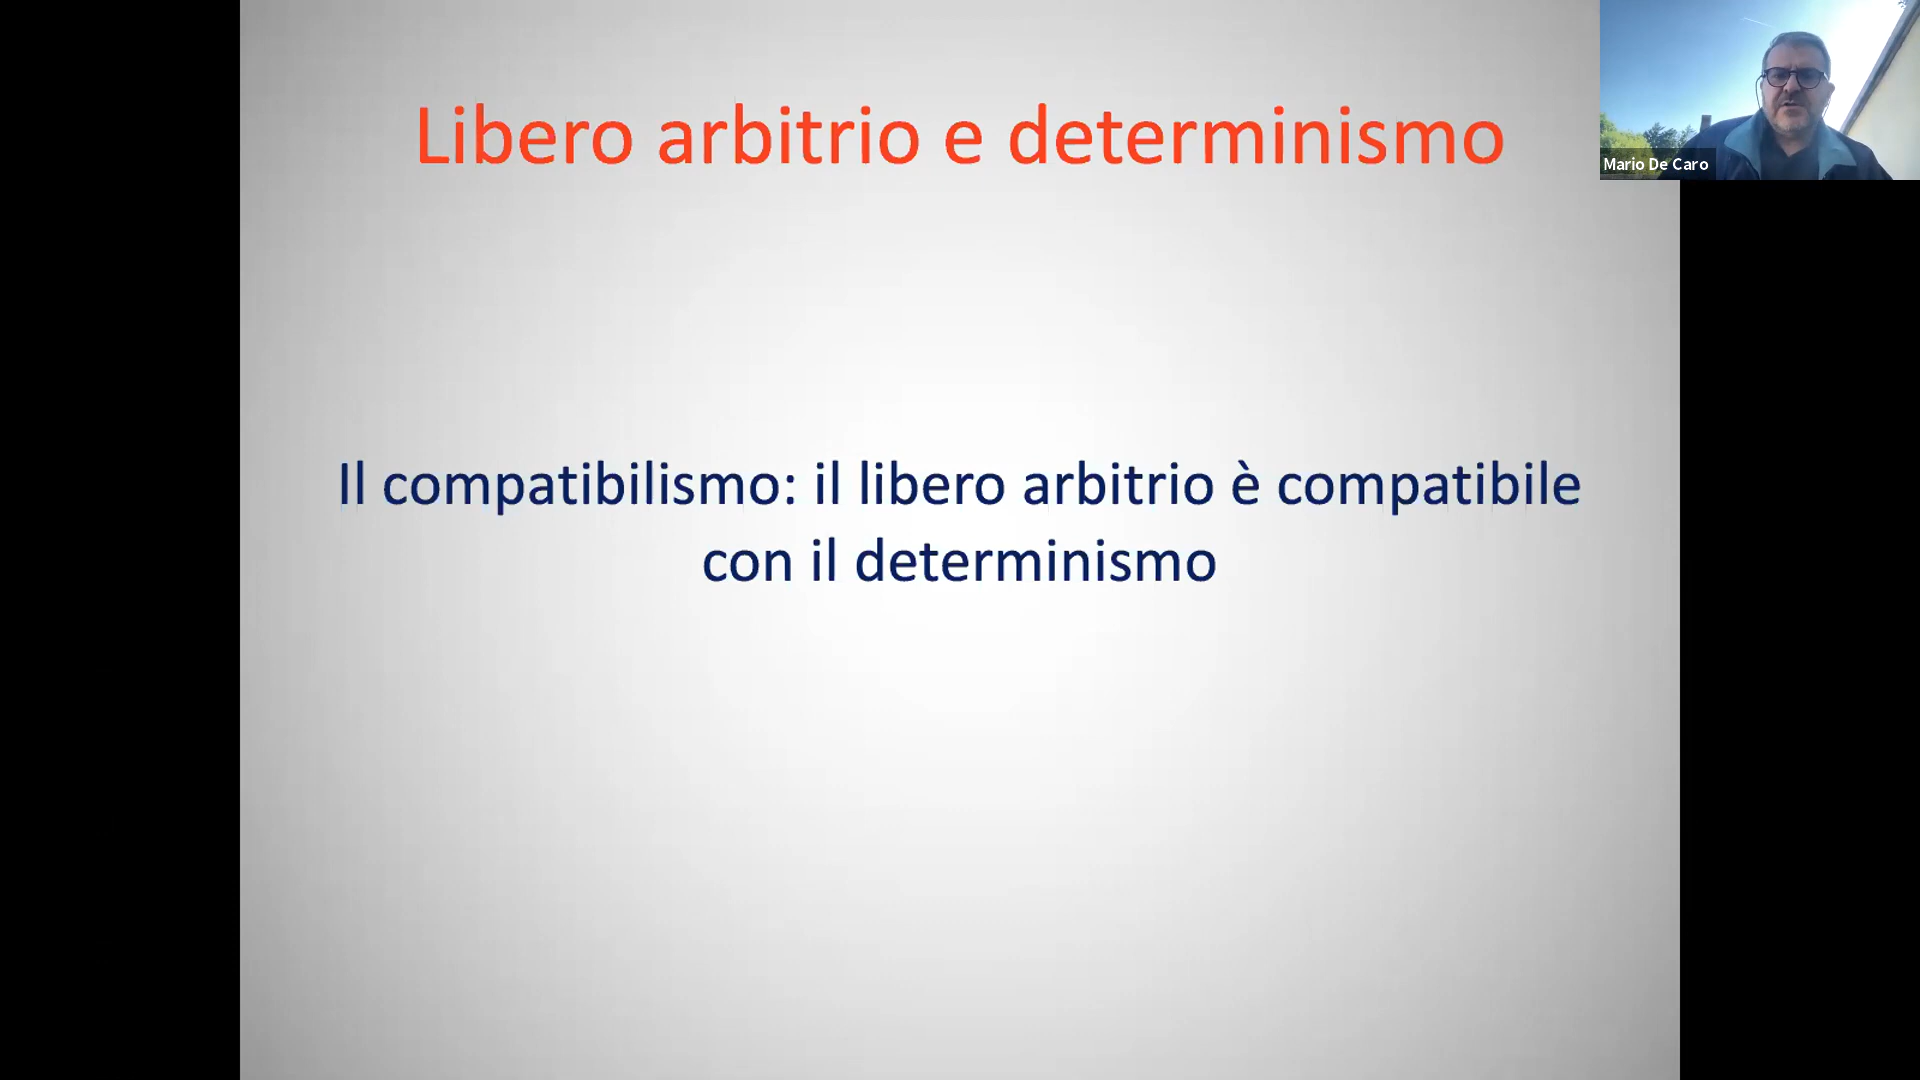 Libero arbitrio e determinismo
Mario De Caro
Il compatibilismo: il libero arbitrio è compatibile
con il determinismo